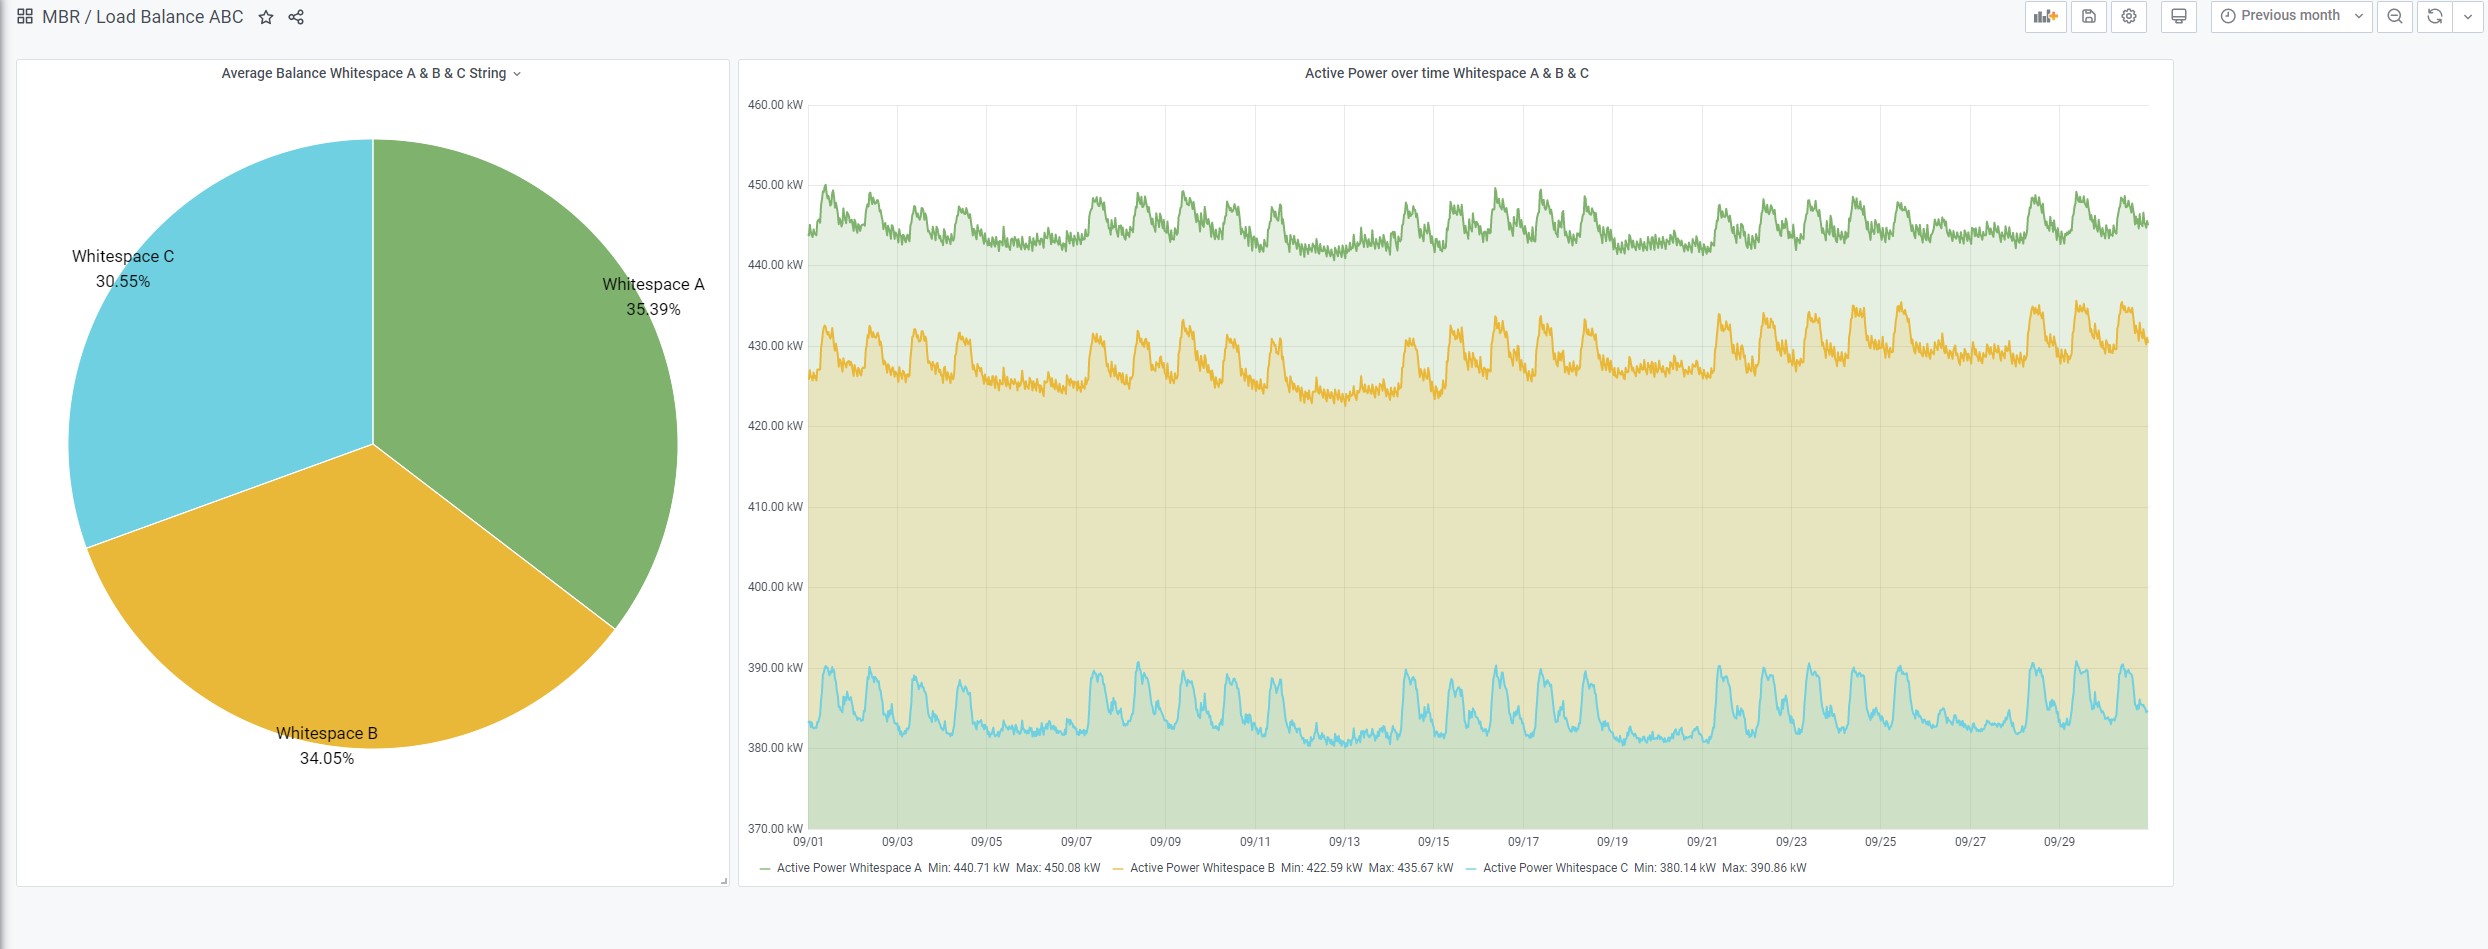 MBR / Load Balance ABC
Previous month
Average Balance Whitespace A & B & C String
Whitespace C
30.55%
Whitespace A
35.39%
Whitespace B
34.05%
Active Power over time Whitespace A & B & C
460.00 kW
450.00 kW
440.00 kW
430.00 kW
420.00 kW
410.00 kW
400.00 kW
390.00 kW
380.00 kW
370.00 kW
09/01 09/03 09/05 09/07 09/09 09/11 09/13 09/15 09/17 09/19 09/21 09/23 09/25 09/27 09/29
Active Power Whitespace A Min: 440.71 kW Max: 450.08 kW Active Power Whitespace B Min: 422.59 kW Max: 435.67 kW Active Power Whitespace C Min: 380.14 kW Max: 390.86 kW